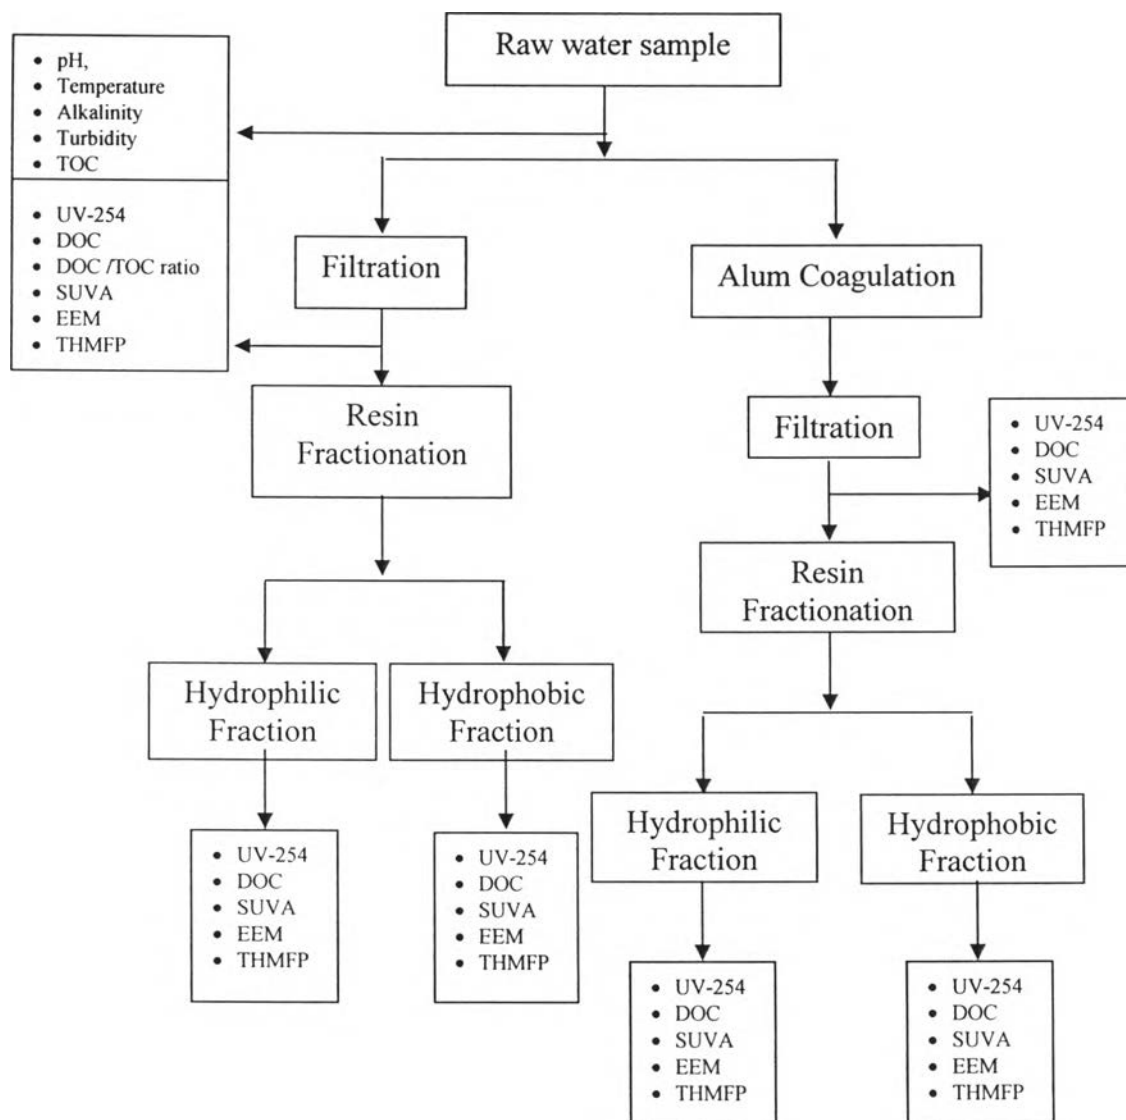 Raw water sample
• pH,
• Temperature
• Alkalinity
• Turbidity
• TOC
• UV-254
• DOC
• DOC /TOC ratio
• SUVA
• EEM
• THMFP
Filtration
Alum Coagulation
Resin
Fractionation
Filtration
• UV-254
• DOC
• SUVA
• EEM
• THMFP
Resin
Fractionation
Hydrophilic
Fraction
Hydrophobic
Fraction
• UV-254
• DOC
• SUVA
• EEM
• THMFP
• UV-254
• DOC
• SUVA
• EEM
• THMFP
Hydrophilic
Fraction
Hydrophobic
Fraction
• UV-254
• DOC
• SUVA
• EEM
• THMFP
• UV-254
• DOC
• SUVA
• EEM
• THMFP